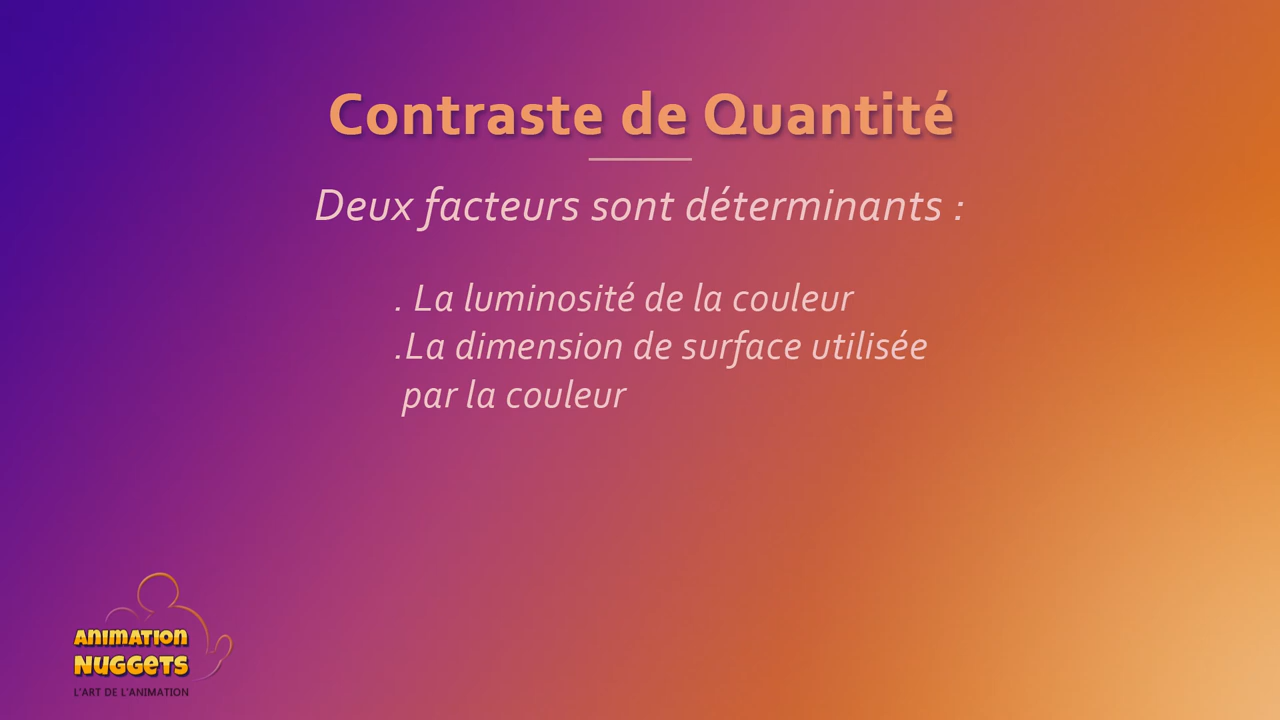 Contraste de Quantité
Deux facteurs sont déterminants :
. La luminosité de la couleur
.La dimension de surface utilisée
par la couleur
ANIMATION
NUGGETS
L'ART DE L'ANIMATION